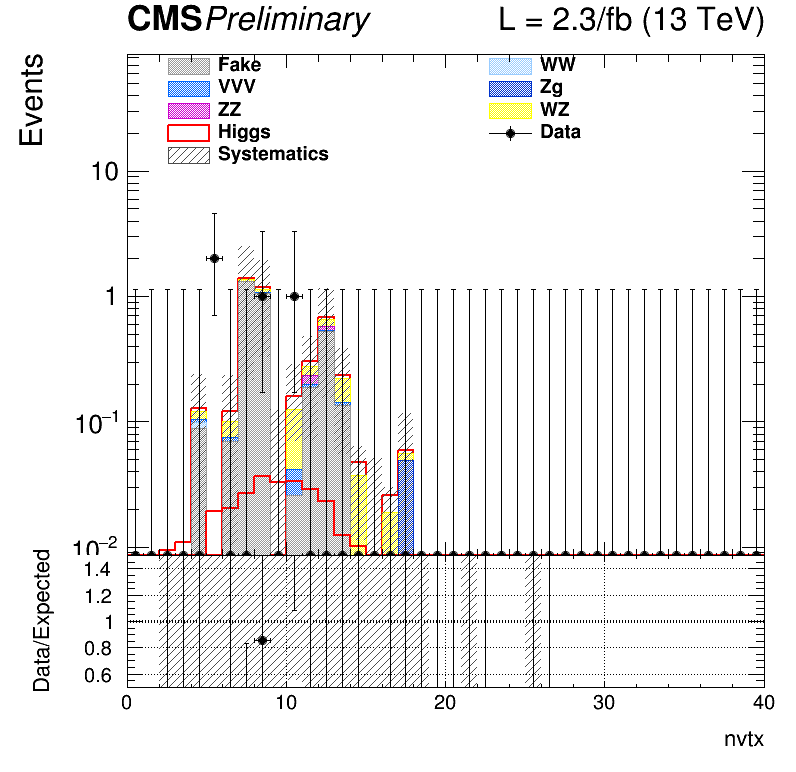 CMS Preliminary L = 2.3/fb (13 TeV)
Events
Fake WW
VVV Zg
ZZ WZ
Higgs Data
Systematics
10
1
10⁻¹
10⁻²
Data/Expected
1.4
1.2
1
0.8
0.6
0 10 20 30 40
nvtx